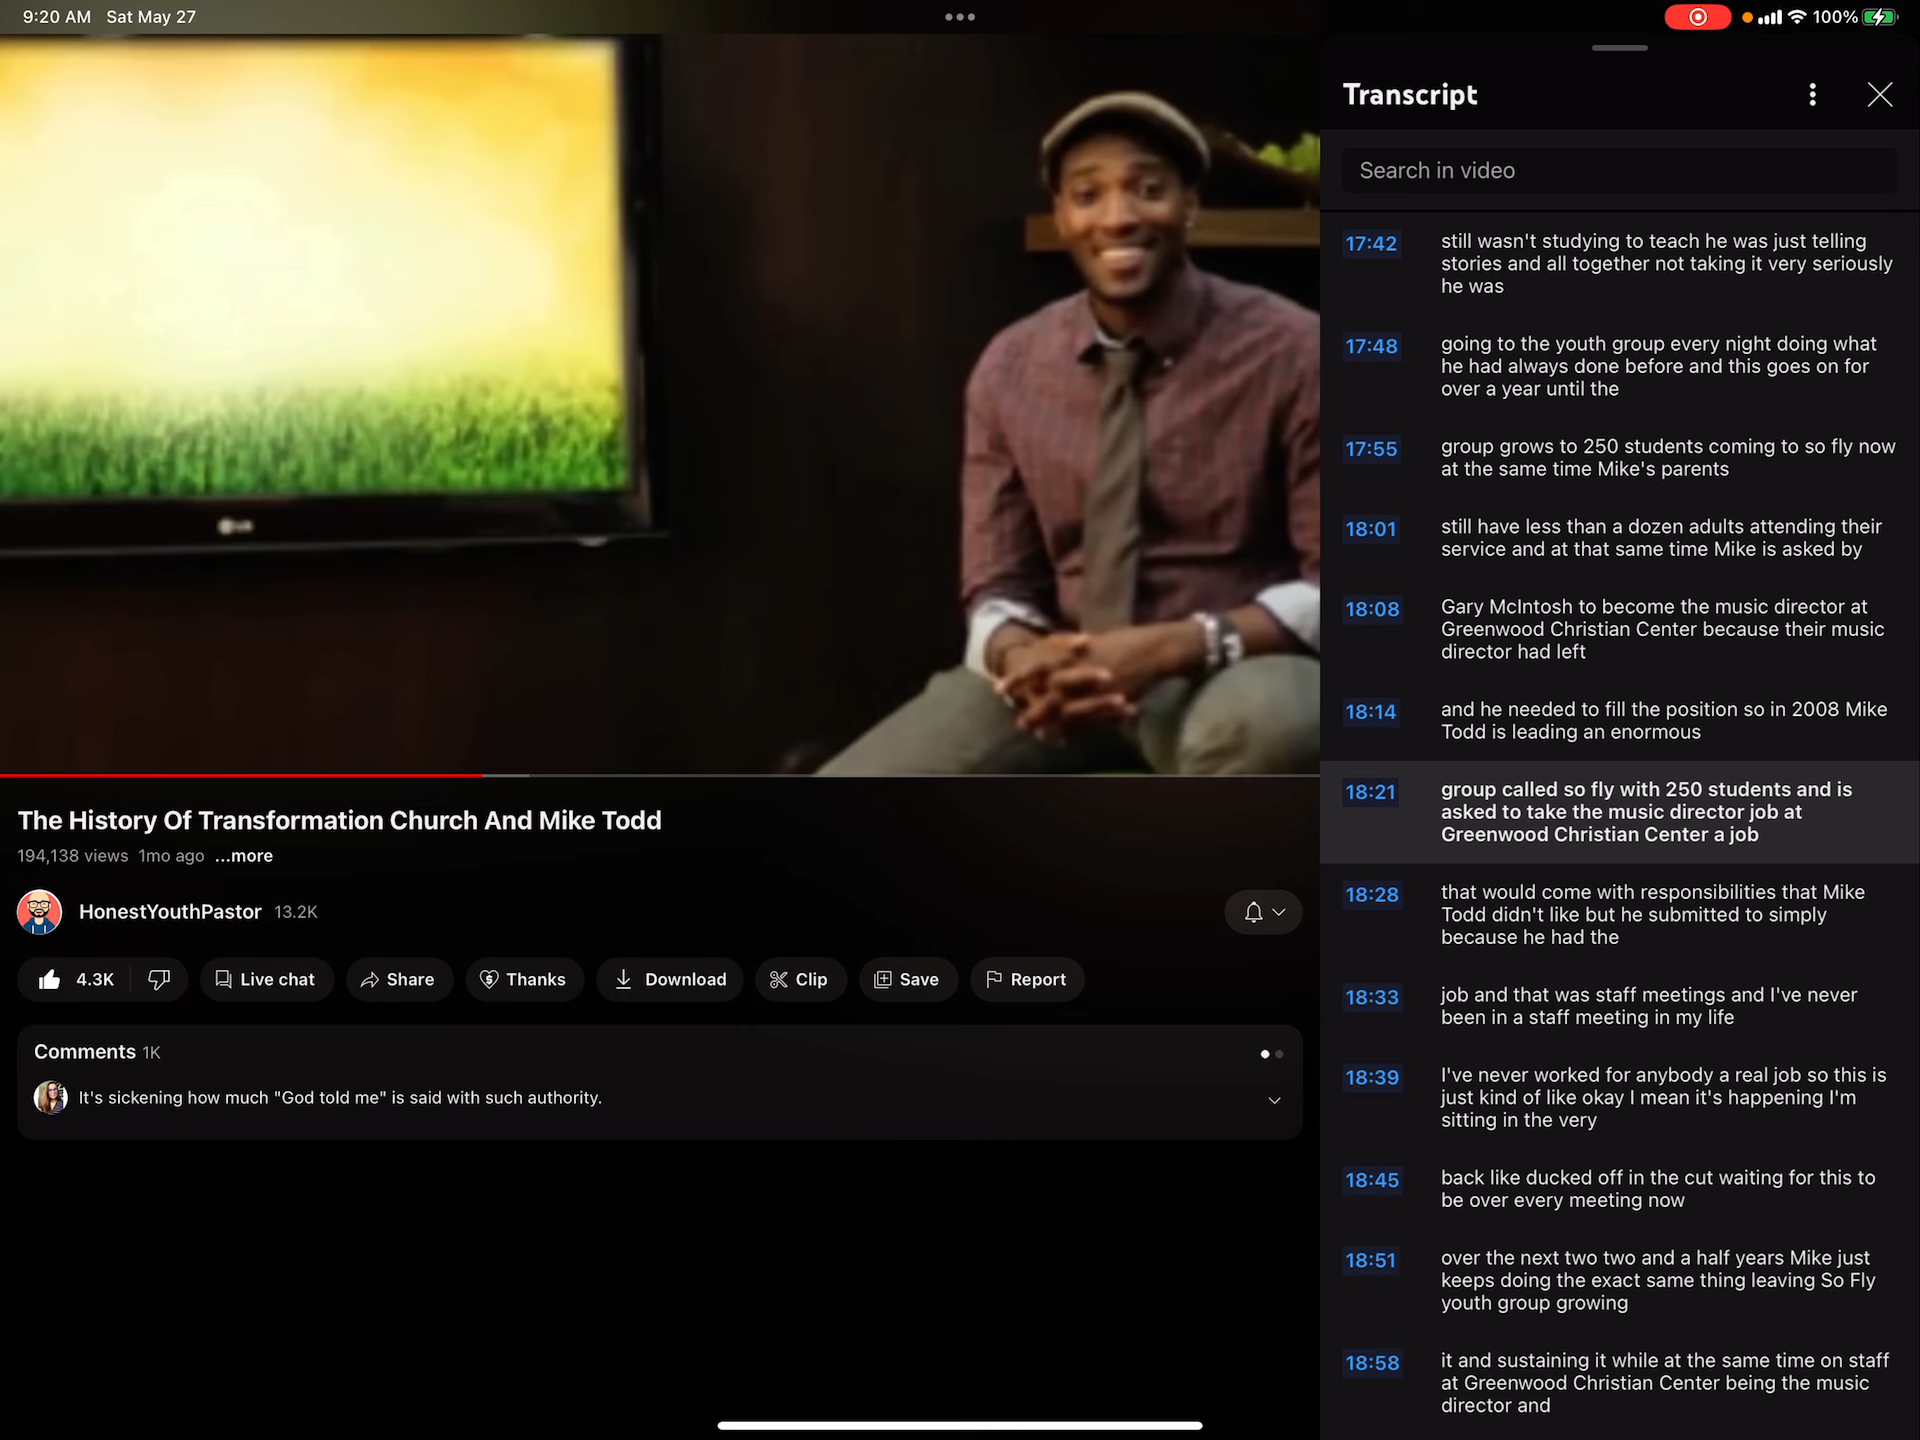 9:20 AM Sat May 27
100%
Transcript
Search in video
17:42
still wasn't studying to teach he was just telling
stories and all together not taking it very seriously
he was
17:48
going to the youth group every night doing what
he had always done before and this goes on for
over a year until the
17:55
group grows to 250 students coming to so fly now
at the same time Mike's parents
18:01
still have less than a dozen adults attending their
service and at that same time Mike is asked by
18:08
Gary McIntosh to become the music director at
Greenwood Christian Center because their music
director had left
18:14
and he needed to fill the position so in 2008 Mike
Todd is leading an enormous
18:21
group called so fly with 250 students and is
asked to take the music director job at
Greenwood Christian Center a job
18:28
that would come with responsibilities that Mike
Todd didn't like but he submitted to simply
because he had the
18:33
job and that was staff meetings and I've never
been in a staff meeting in my life
18:39
I've never worked for anybody a real job so this is
just kind of like okay I mean it's happening I'm
sitting in the very
18:45
back like ducked off in the cut waiting for this to
be over every meeting now
18:51
over the next two two and a half years Mike just
keeps doing the exact same thing leaving So Fly
youth group growing
18:58
it and sustaining it while at the same time on staff
at Greenwood Christian Center being the music
director and
LG
The History Of Transformation Church And Mike Todd
194,138 views 1mo ago ...more
HonestYouthPastor 13.2K
4.3K Live chat Share Thanks Download Clip Save Report
Comments 1K
It's sickening how much "God told me" is said with such authority.